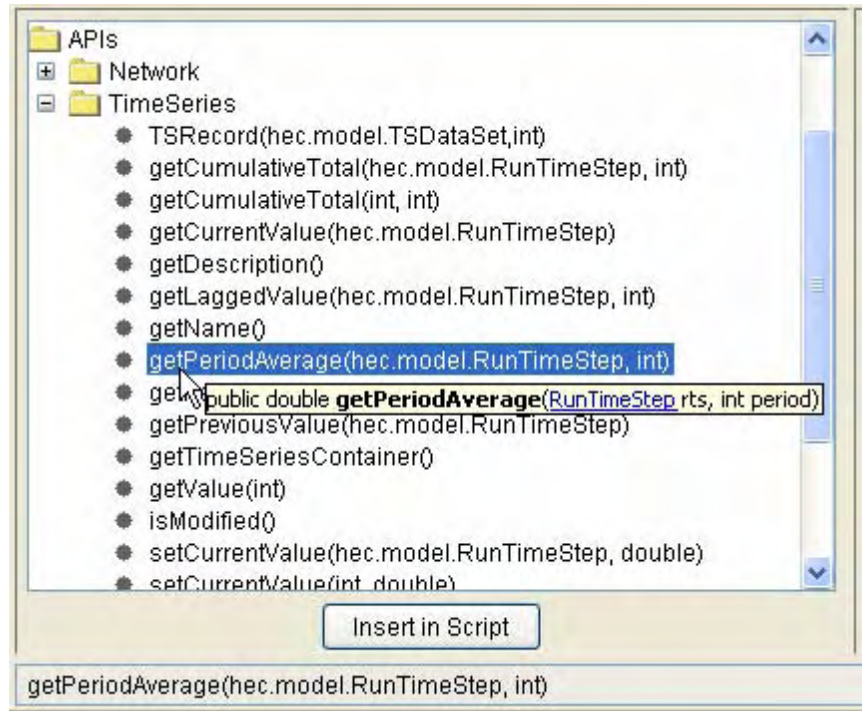 APIs
Network
TimeSeries
TSRecord(hec.model.TSDataSet,int)
getCumulativeTotal(hec.model.RunTimeStep, int)
getCumulativeTotal(int, int)
getCurrentValue(hec.model.RunTimeStep)
getDescription()
getLaggedValue(hec.model.RunTimeStep, int)
getName()
getPeriodAverage(hec.model.RunTimeStep, int)
public double getPeriodAverage(RunTimeStep rts, int period)
getPreviousValue(hec.model.RunTimeStep)
getTimeSeriesContainer()
getValue(int)
isModified()
setCurrentValue(hec.model.RunTimeStep, double)
setCurrentValue(int, double)
Insert in Script
getPeriodAverage(hec.model.RunTimeStep, int)